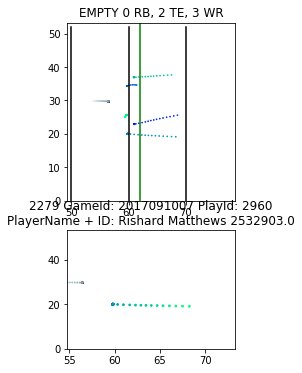 EMPTY 0 RB, 2 TE, 3 WR
50
40
30
20
10
0
50 60 70
2279 GameId: 2017091007 PlayId: 2960
PlayerName + ID: Rishard Matthews 2532903.0
40
20
0
55 60 65 70